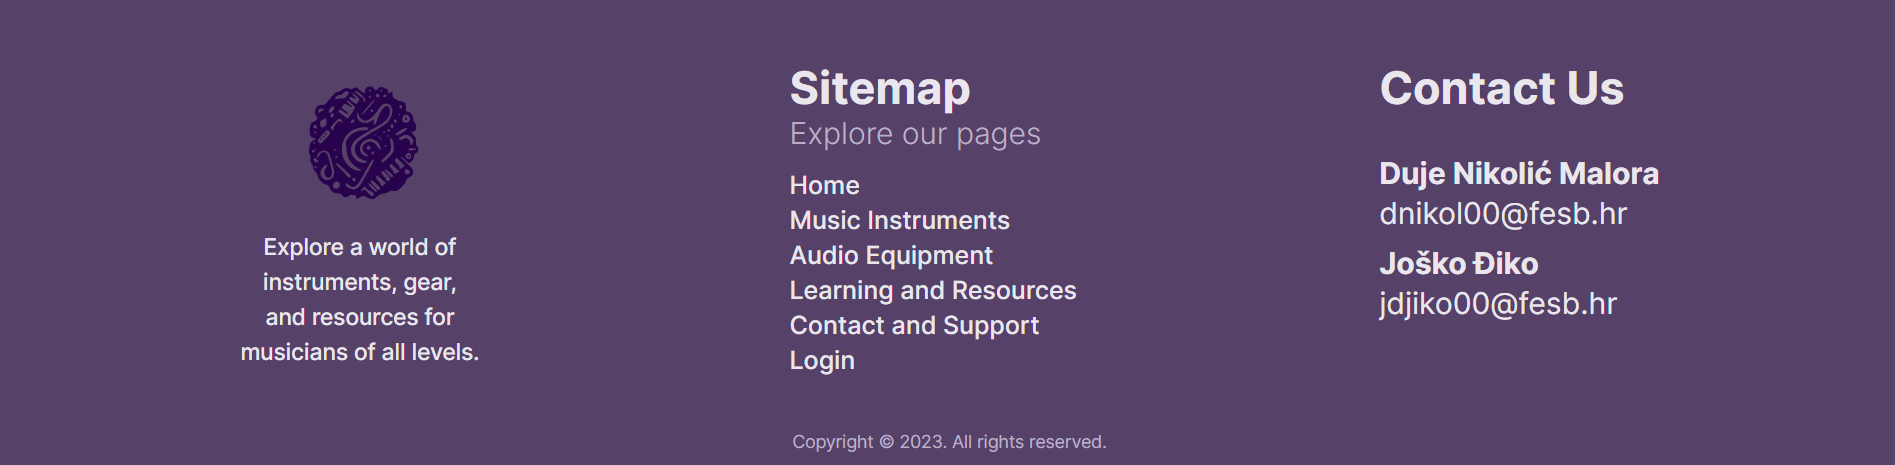 Explore a world of
instruments, gear,
and resources for
musicians of all levels.
Sitemap
Explore our pages
Home
Music Instruments
Audio Equipment
Learning and Resources
Contact and Support
Login
Contact Us
Duje Nikolić Malora
dnikol00@fesb.hr
Joško Điko
jdjiko00@fesb.hr
Copyright © 2023. All rights reserved.